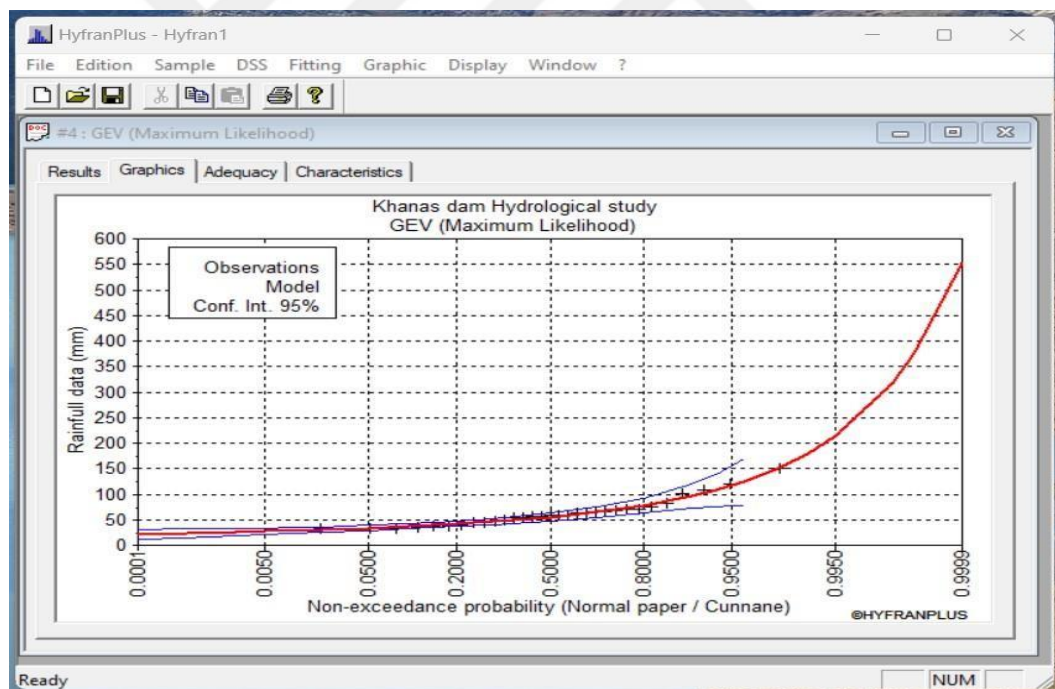 HyfranPlus - Hyfran1
File Edition Sample DSS Fitting Graphic Display Window ?
#4 : GEV (Maximum Likelihood)
Results Graphics Adequacy Characteristics
Khanas dam Hydrological study
GEV (Maximum Likelihood)
Observations
Model
Conf. Int. 95%
Rainfull data (mm)
600
550
500
450
400
350
300
250
200
150
100
50
0
0.0001 0.0050 0.0500 0.2000 0.5000 0.8000 0.9500 0.9950 0.9999
Non-exceedance probability (Normal paper / Cunnane)
©HYFRANPLUS
Ready NUM